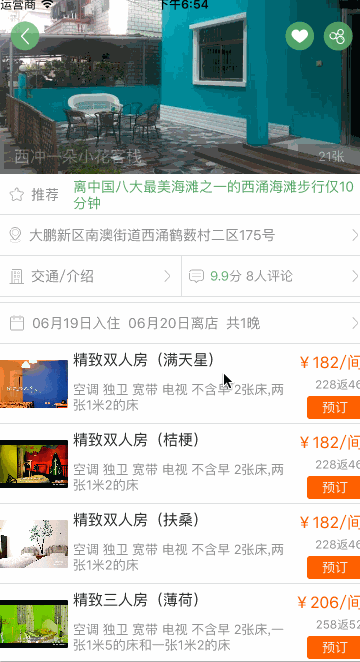 运营商 下午6:54
西冲一朵小花客栈 21张
推荐 离中国八大最美海滩之一的西涌海滩步行仅10
分钟
大鹏新区南澳街道西涌鹤薮村二区175号
交通/介绍 9.9分 8人评论
06月19日入住 06月20日离店 共1晚
精致双人房（满天星） ￥182/间
空调 独卫 宽带 电视 不含早 2张床,两 228返46
张1米2的床 预订
精致双人房（桔梗） ￥182/间
空调 独卫 宽带 电视 不含早 2张床,两 228返46
张1米2的床 预订
精致双人房（扶桑） ￥182/间
空调 独卫 宽带 电视 不含早 2张床,两 228返46
张1米2的床 预订
精致三人房（薄荷） ￥206/间
空调 独卫 宽带 电视 不含早 2张床,一 258返52
张1米5的床和一张1米2的床 预订